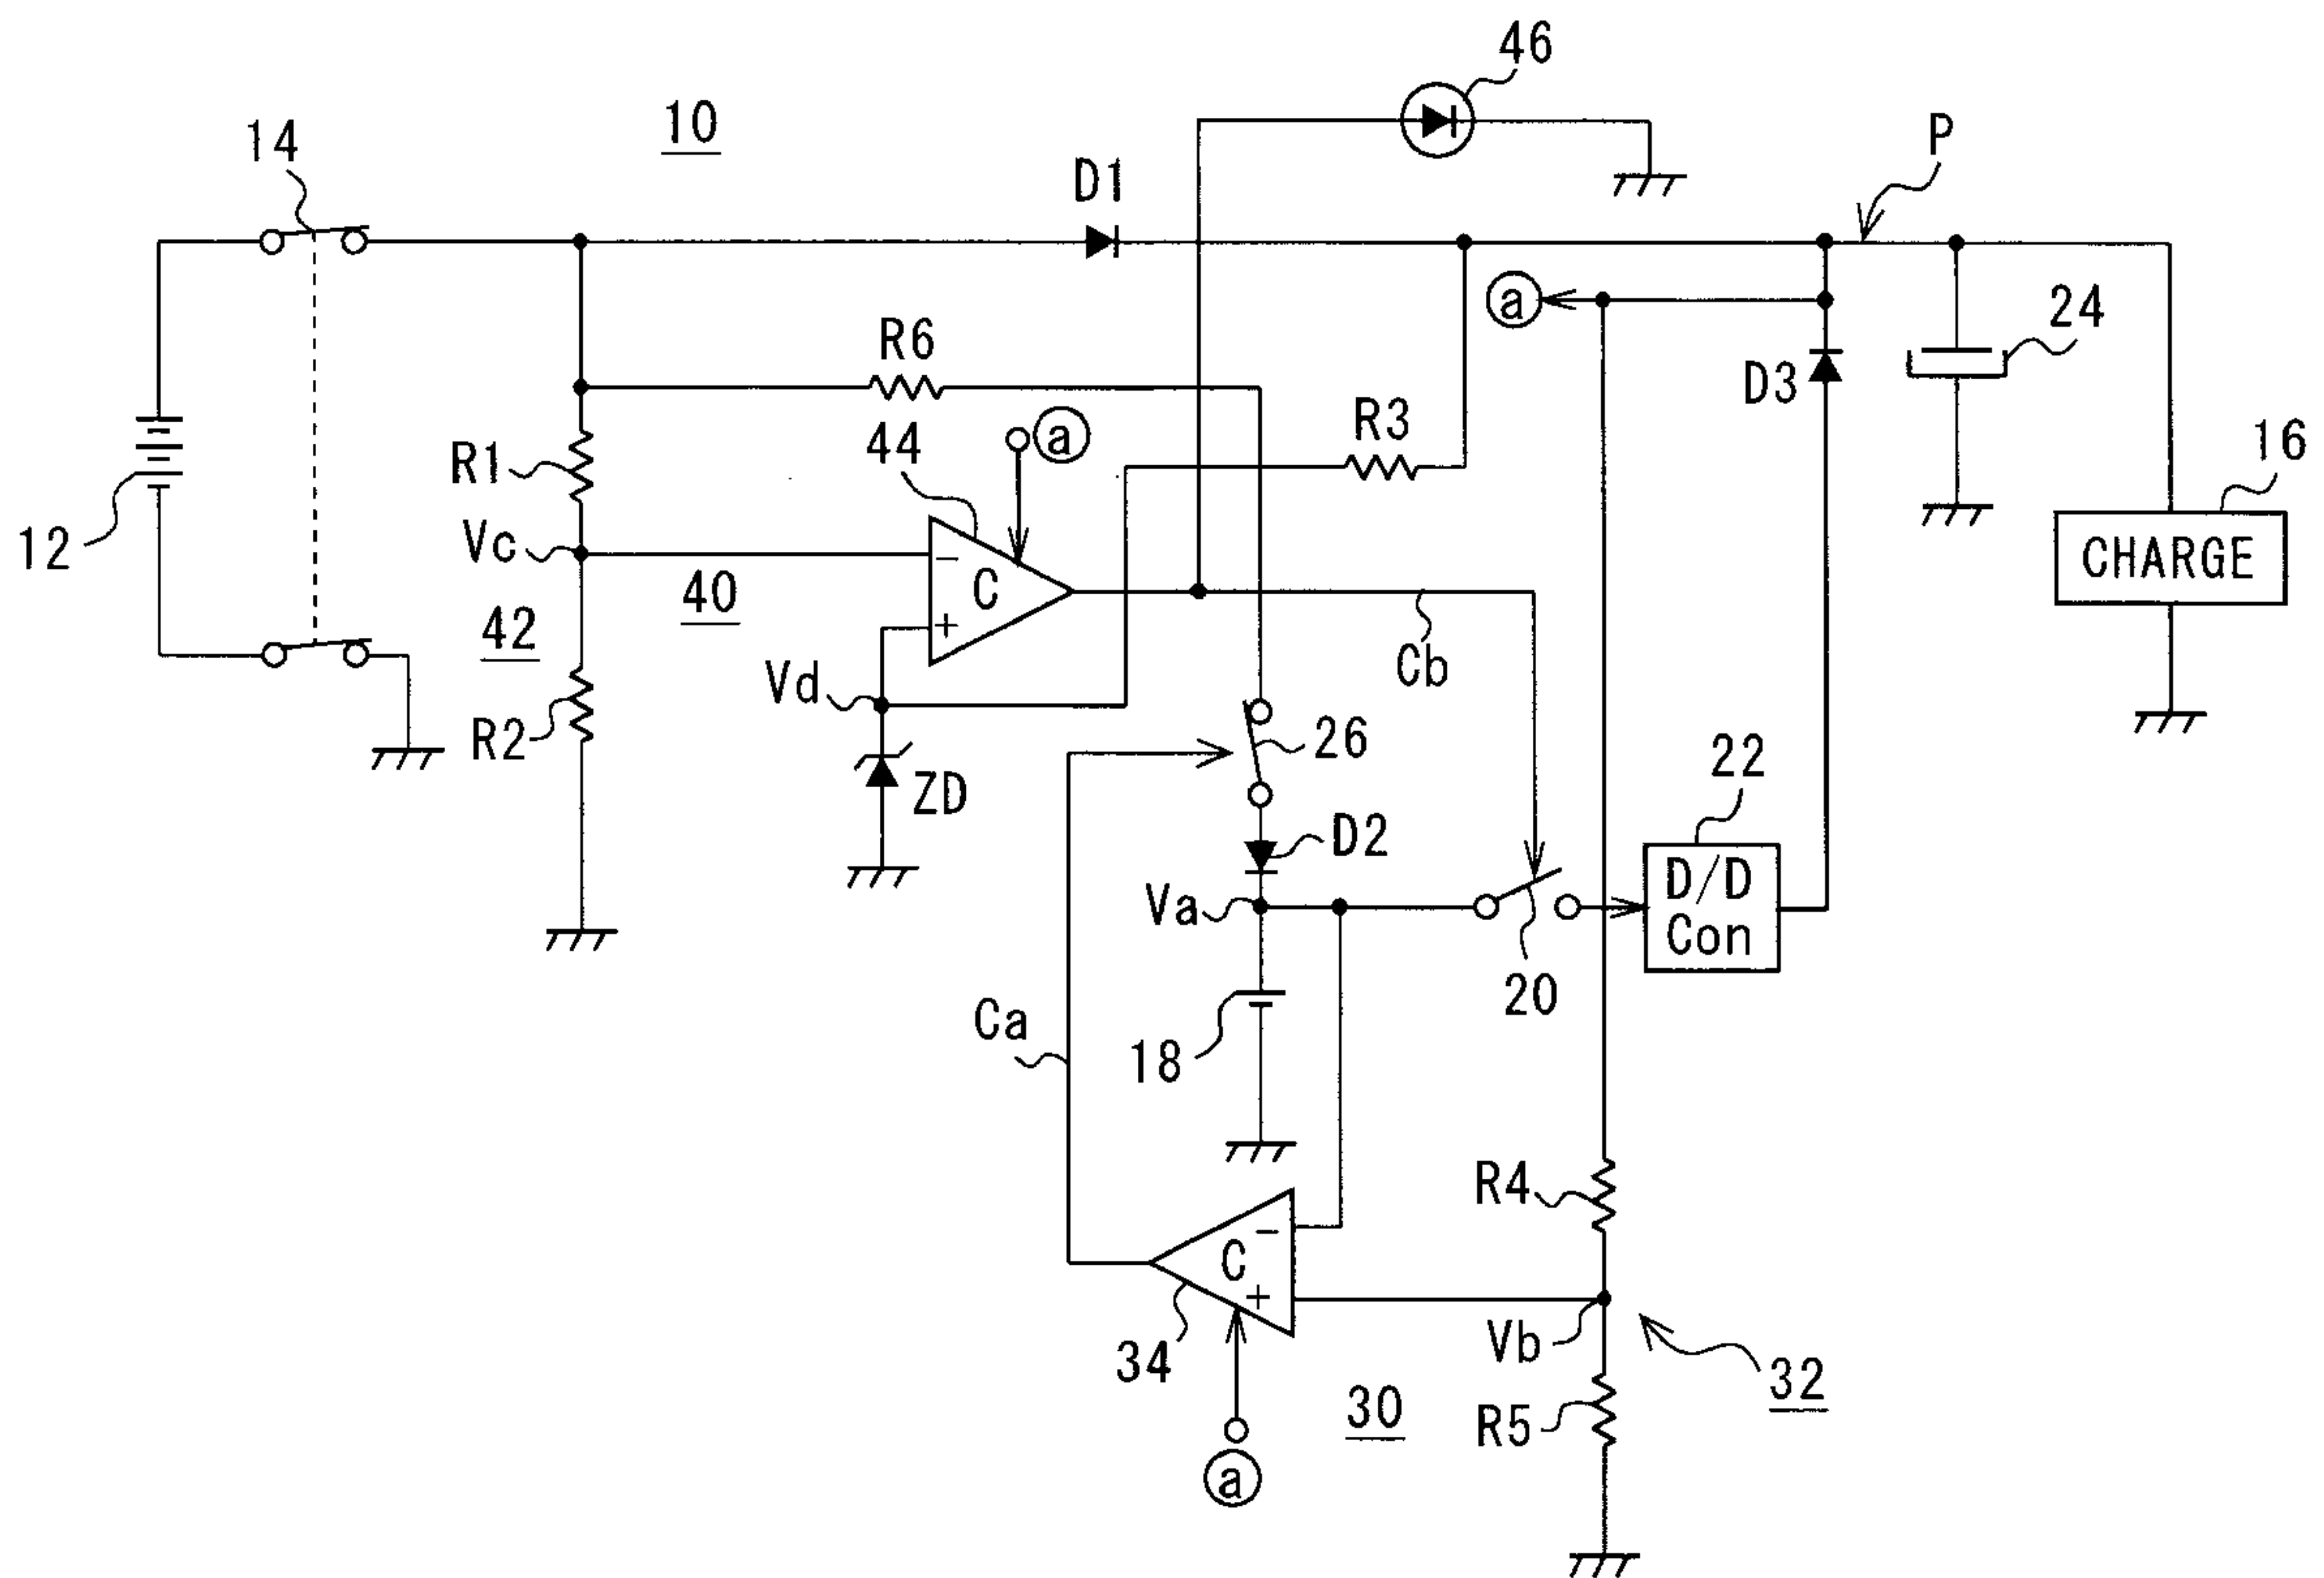 46
10
14
P
D1
a
24
R6
D3
R3
16
44
a
R1
12
Vc
−
CHARGE
40
C
42
+
Vd
Cb
R2
26
22
ZD
D2
D/D
Con
Va
20
Ca
18
R4
−
C
+
Vb
34
32
30
R5
a